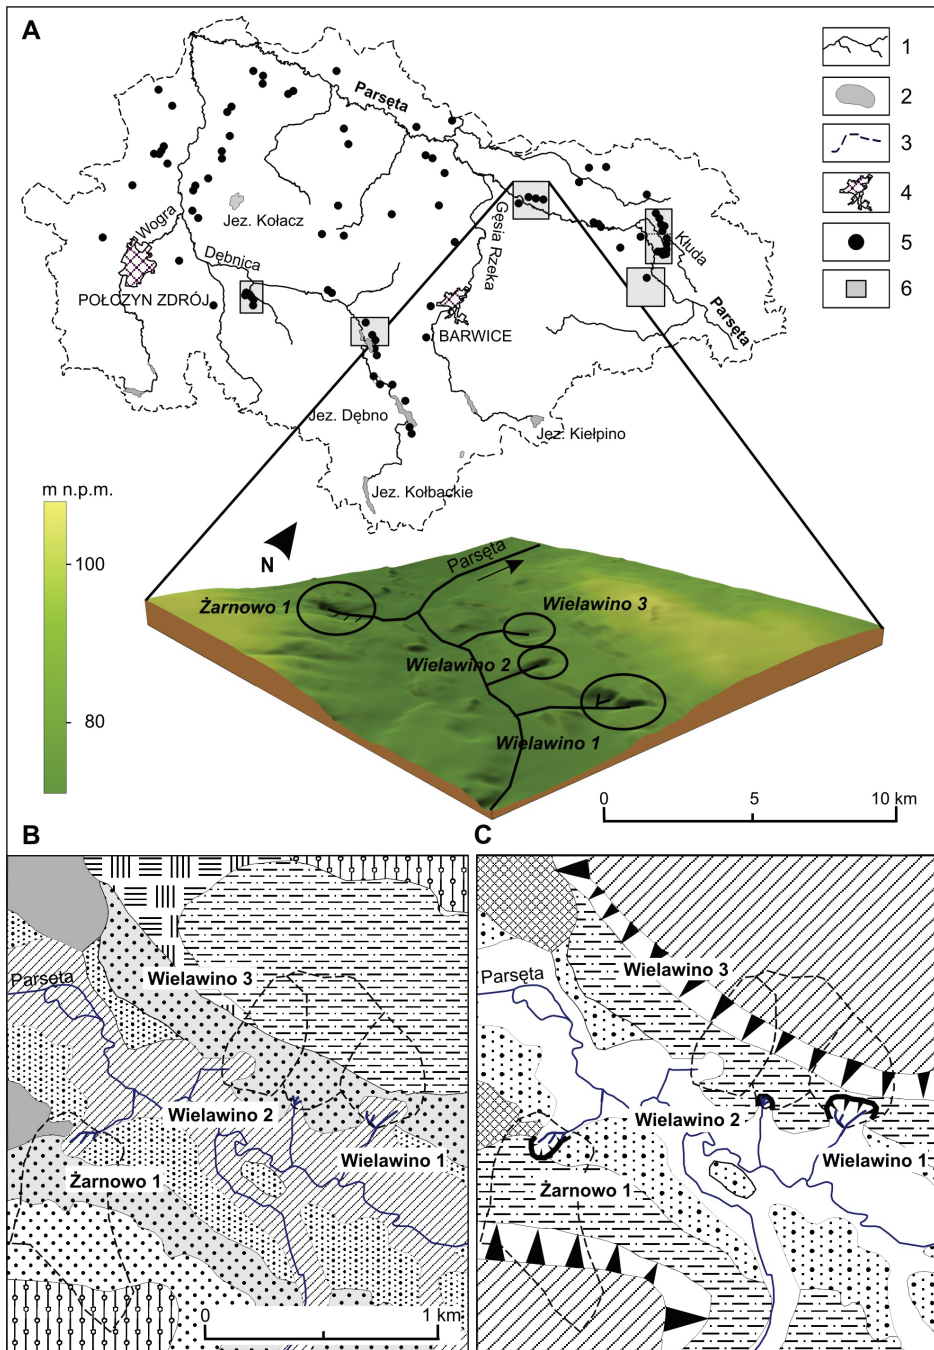 A
Parsęta
1
2
3
4
5
6
Jez. Kołacz
Wogra
Gęsia Rzeka
Kłuda
Dębnica
POŁCZYN ZDRÓJ
BARWICE
Parsęta
Jez. Dębno
Jez. Kiełpino
Jez. Kołbackie
m n.p.m.
100
80
N
Parsęta
Żarnowo 1
Wielawino 3
Wielawino 2
Wielawino 1
0 5 10 km
B
Parsęta
Wielawino 3
Wielawino 2
Wielawino 1
Żarnowo 1
0 1 km
C
Parsęta
Wielawino 3
Wielawino 2
Wielawino 1
Żarnowo 1